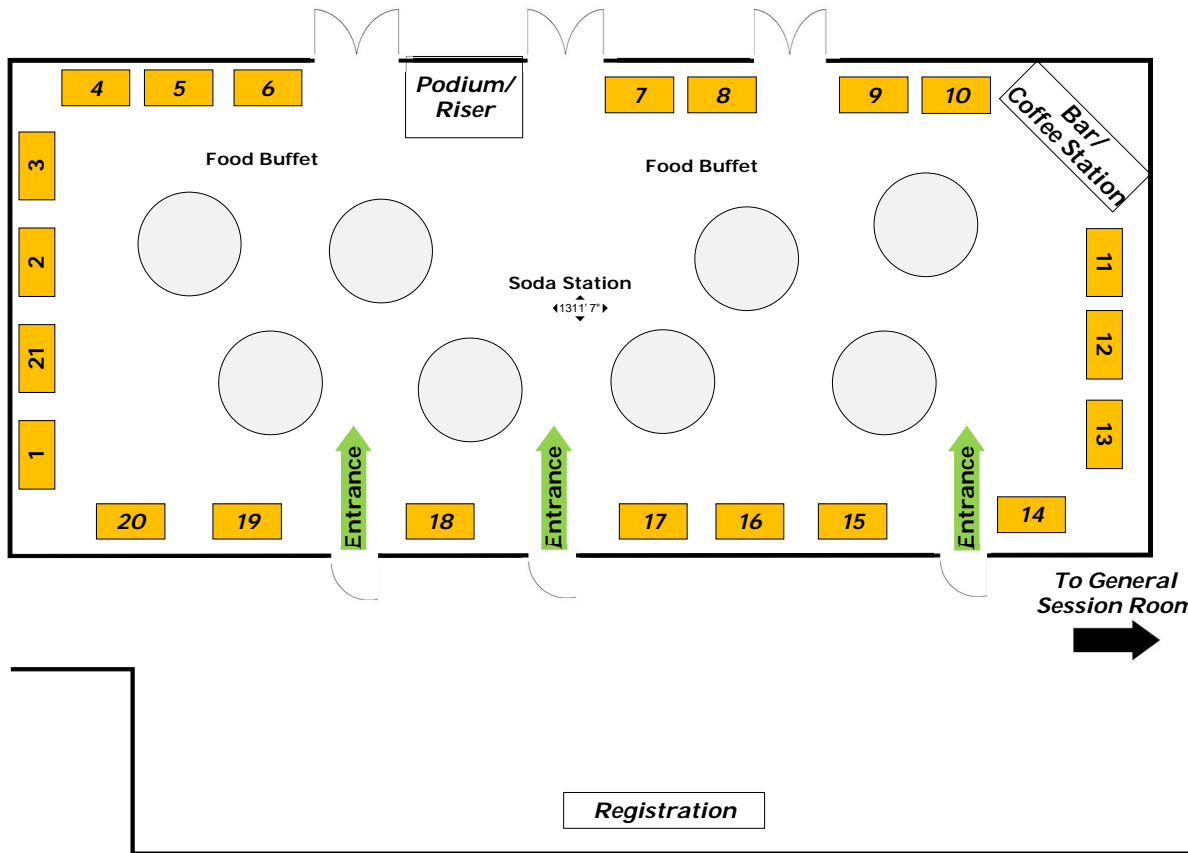 4
5
6
Podium/
Riser
7
8
9
10
Bar/
Coffee Station
3
Food Buffet
Food Buffet
2
11
Soda Station
1311' 7"
21
12
1
13
Entrance
Entrance
Entrance
20
19
18
17
16
15
14
To General
Session Room
Registration